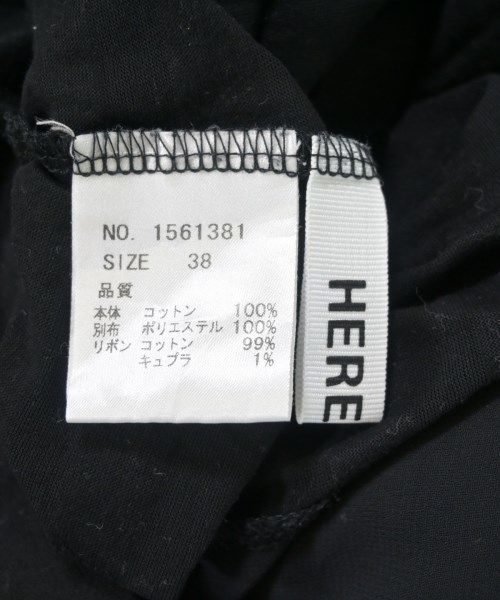 NO. 1561381
SIZE 38
品質
本体 コットン 100%
別布 ポリエステル 100%
リボン コットン 99%
キュプラ 1%
HERE